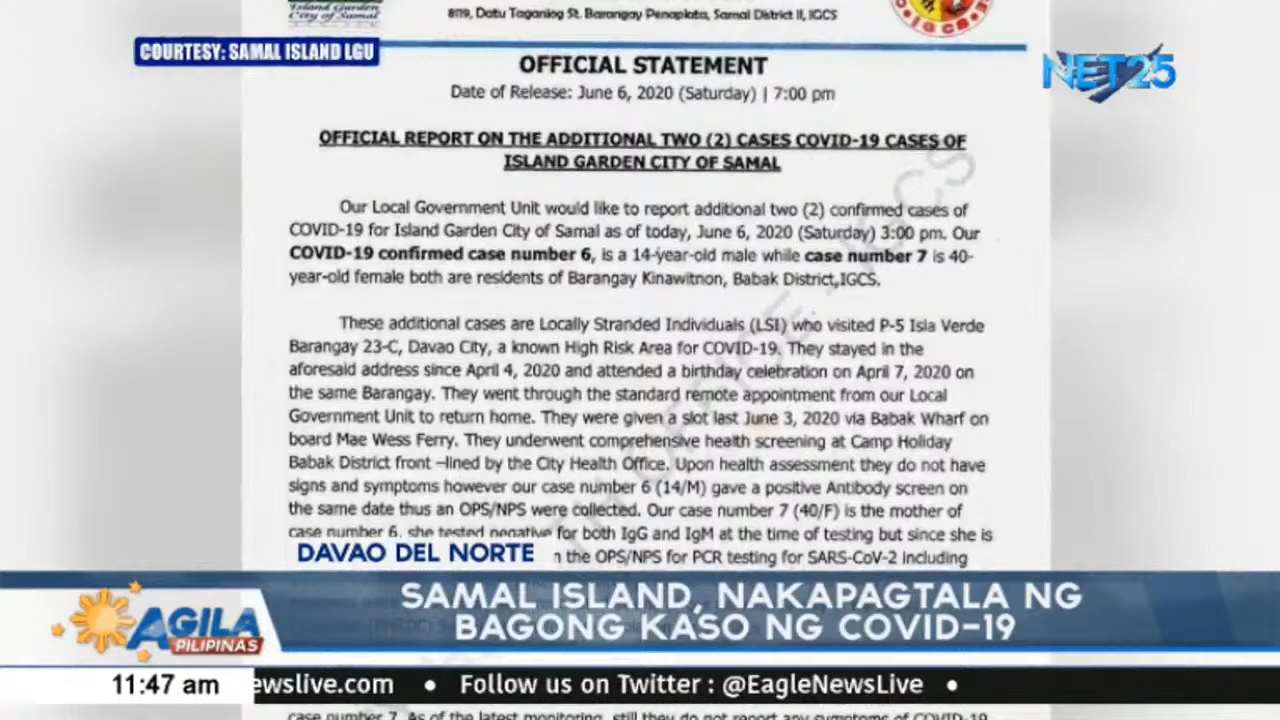 Island Garden
City of Samal
8119, Datu Taganiog St. Barangay Penaplata, Samal District II, IGCS
COURTESY: SAMAL ISLAND LGU
NET25
OFFICIAL STATEMENT
Date of Release: June 6, 2020 (Saturday) | 7:00 pm
OFFICIAL REPORT ON THE ADDITIONAL TWO (2) CASES COVID-19 CASES OF
ISLAND GARDEN CITY OF SAMAL
Our Local Government Unit would like to report additional two (2) confirmed cases of
COVID-19 for Island Garden City of Samal as of today, June 6, 2020 (Saturday) 3:00 pm. Our
COVID-19 confirmed case number 6, is a 14-year-old male while case number 7 is 40-
year-old female both are residents of Barangay Kinawitnon, Babak District,IGCS.
These additional cases are Locally Stranded Individuals (LSI) who visited P-5 Isla Verde
Barangay 23-C, Davao City, a known High Risk Area for COVID-19. They stayed in the
aforesaid address since April 4, 2020 and attended a birthday celebration on April 7, 2020 on
the same Barangay. They went through the standard remote appointment from our Local
Government Unit to return home. They were given a slot last June 3, 2020 via Babak Wharf on
board Mae Wess Ferry. They underwent comprehensive health screening at Camp Holiday
Babak District front –lined by the City Health Office. Upon health assessment they do not have
signs and symptoms however our case number 6 (14/M) gave a positive Antibody screen on
the same date thus an OPS/NPS were collected. Our case number 7 (40/F) is the mother of
case number 6, she tested negative for both IgG and IgM at the time of testing but since she is
DAVAO DEL NORTE
n the OPS/NPS for PCR testing for SARS-CoV-2 including
SAMAL ISLAND, NAKAPAGTALA NG
BAGONG KASO NG COVID-19
AGILA
PILIPINAS
11:47 am
ewslive.com • Follow us on Twitter : @EagleNewsLive •
case number 7. As of the latest monitoring, still they do not report any symptoms of COVID-19